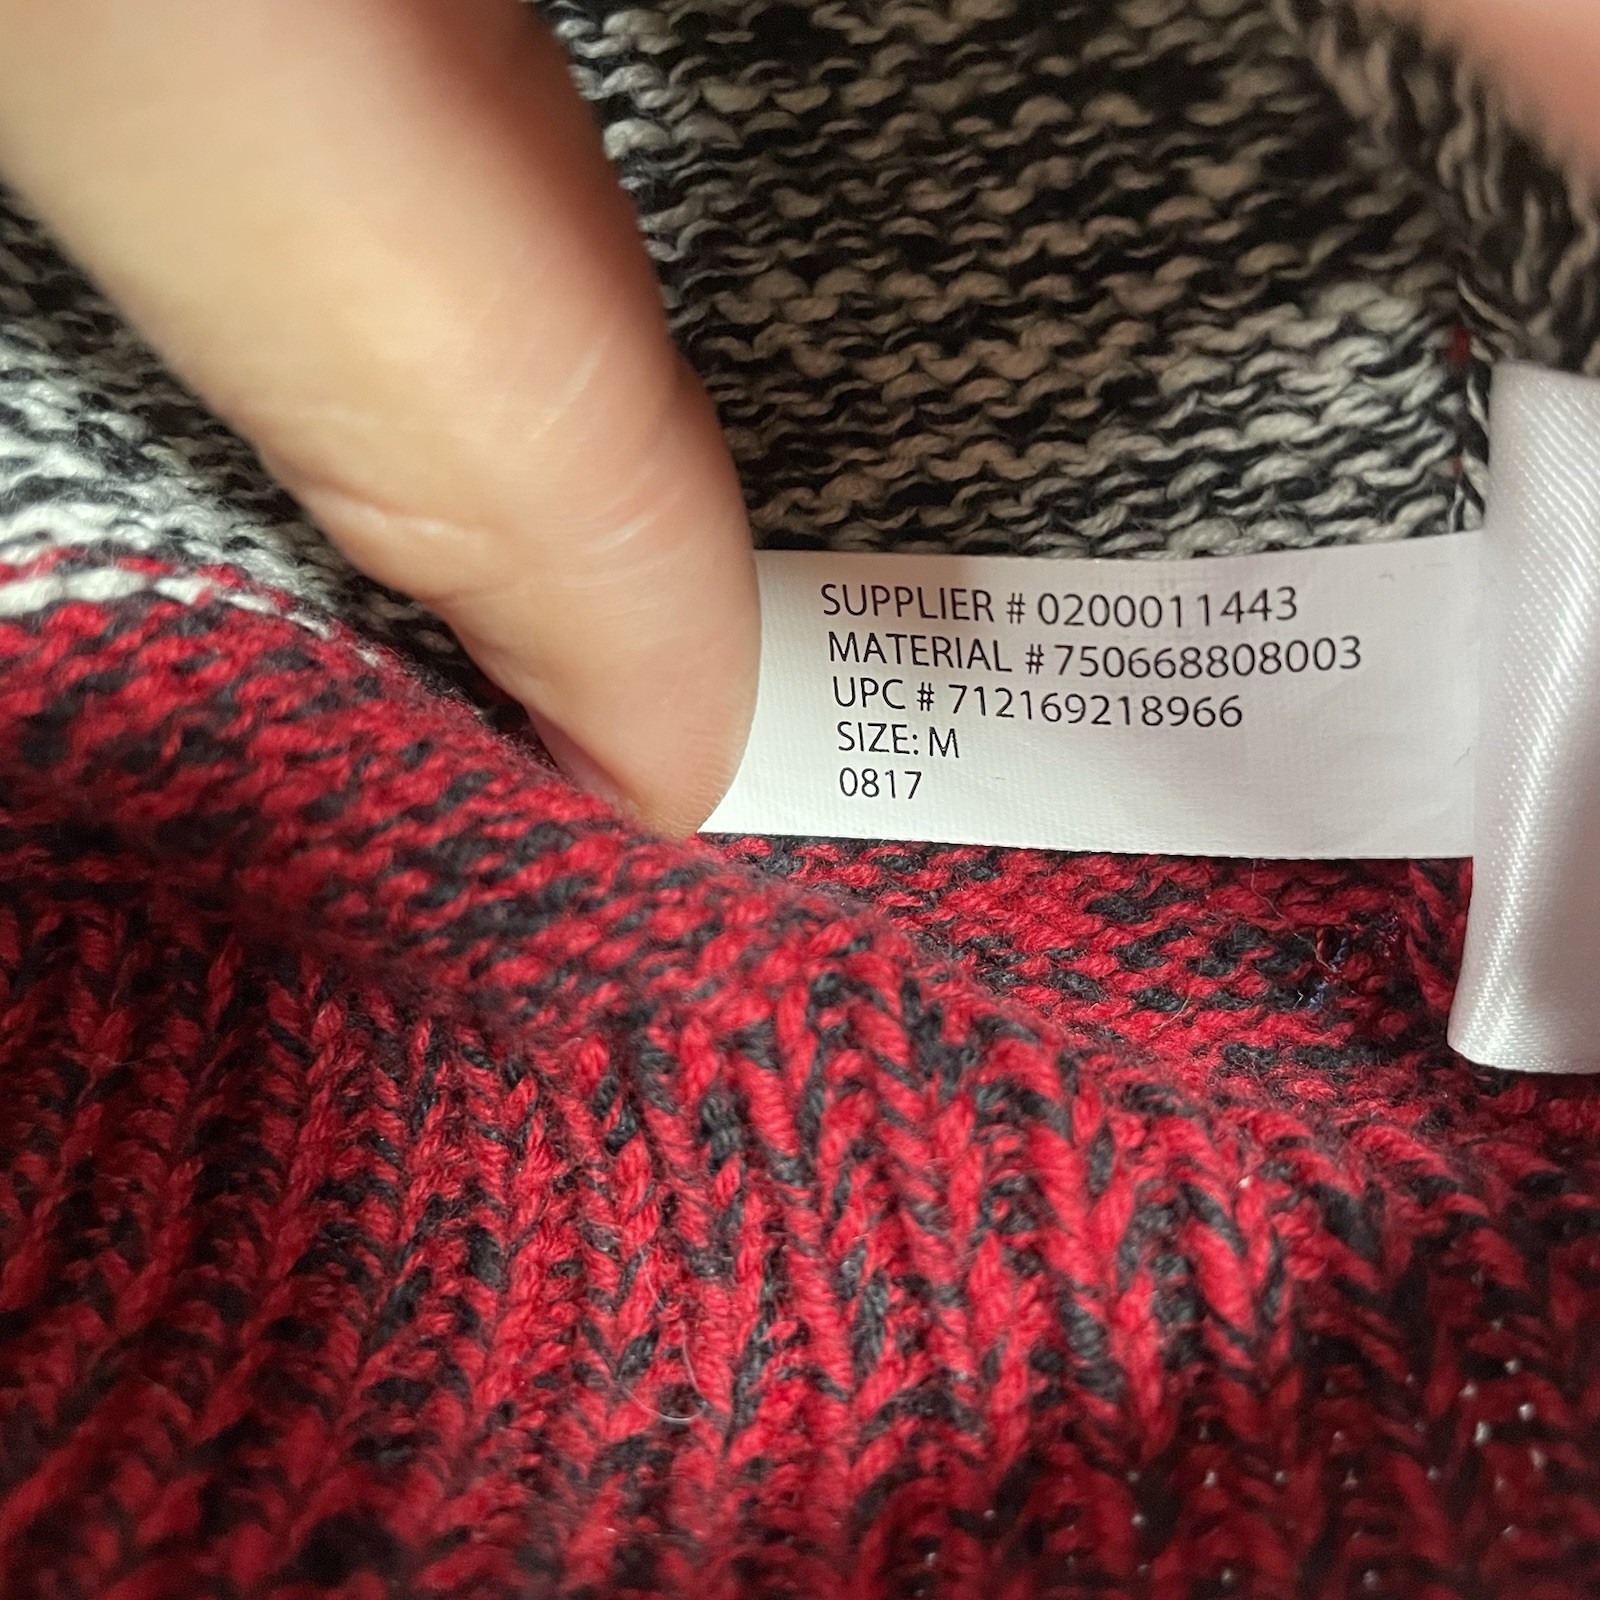 SUPPLIER # 0200011443
MATERIAL # 750668808003
UPC # 712169218966
SIZE: M
0817